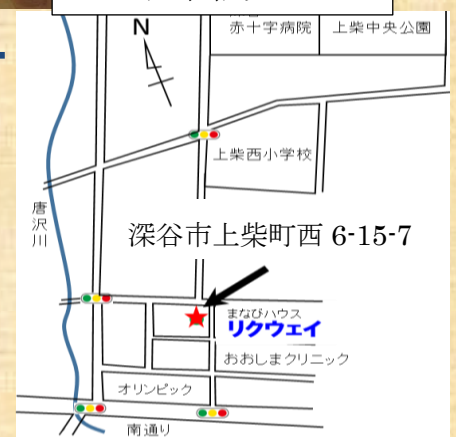 N
赤十字病院
上柴中央公園
上柴西小学校
唐沢川
深谷市上柴町西 6-15-7
まなびハウス
リクウェイ
おおしまクリニック
オリンピック
南通り